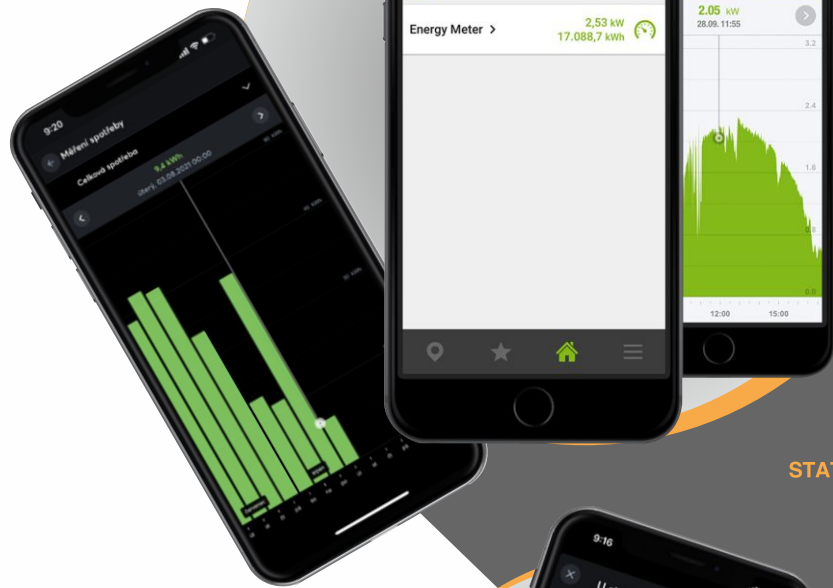 9:20
Měření spotřeby
Celková spotřeba
9,4 kWh
úterý, 03.08.2021 00:00
Energy Meter >
2,53 kW
17.088,7 kWh
2.05 kW
28.09. 11:55
3.2
2.4
1.6
0.8
0.0
12:00
15:00
STAT
9:16